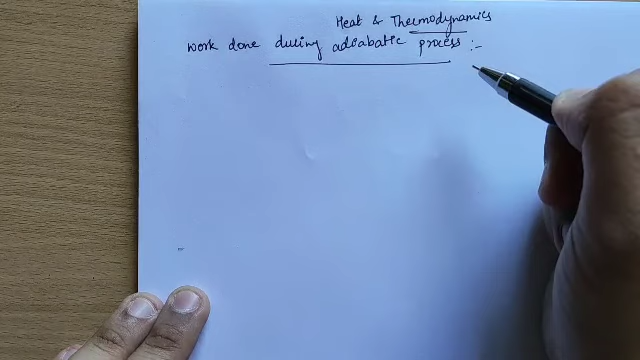 Heat & Thermodynamics
work done during adiabatic process :-